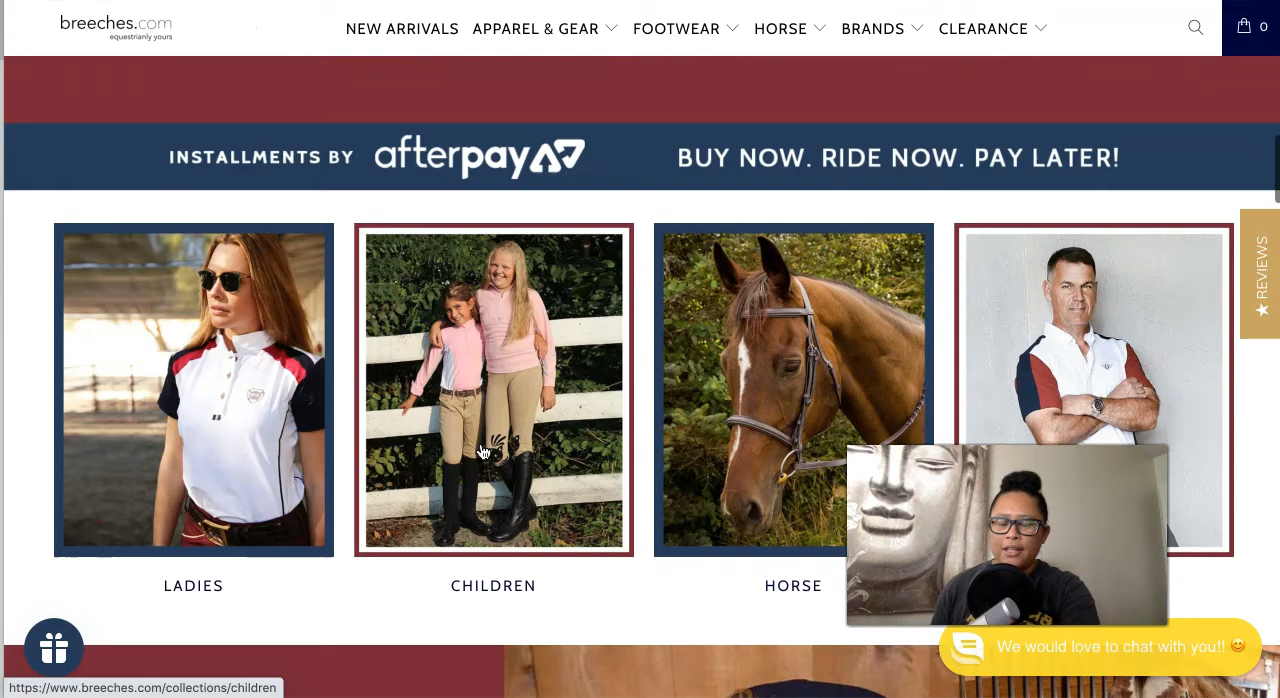 breeches.com
equestrianly yours
NEW ARRIVALS APPAREL & GEAR FOOTWEAR HORSE BRANDS CLEARANCE
0
INSTALLMENTS BY afterpay BUY NOW. RIDE NOW. PAY LATER!
★ REVIEWS
LADIES CHILDREN HORSE
We would love to chat with you!! 😊
https://www.breeches.com/collections/children